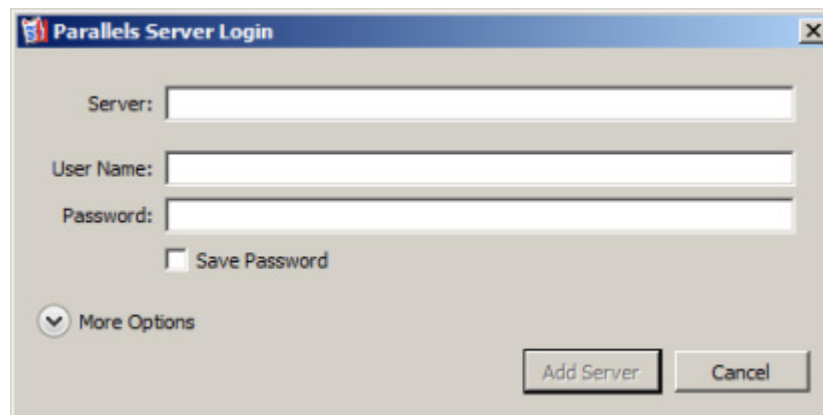 Parallels Server Login
Server:
User Name:
Password:
Save Password
More Options
Add Server Cancel